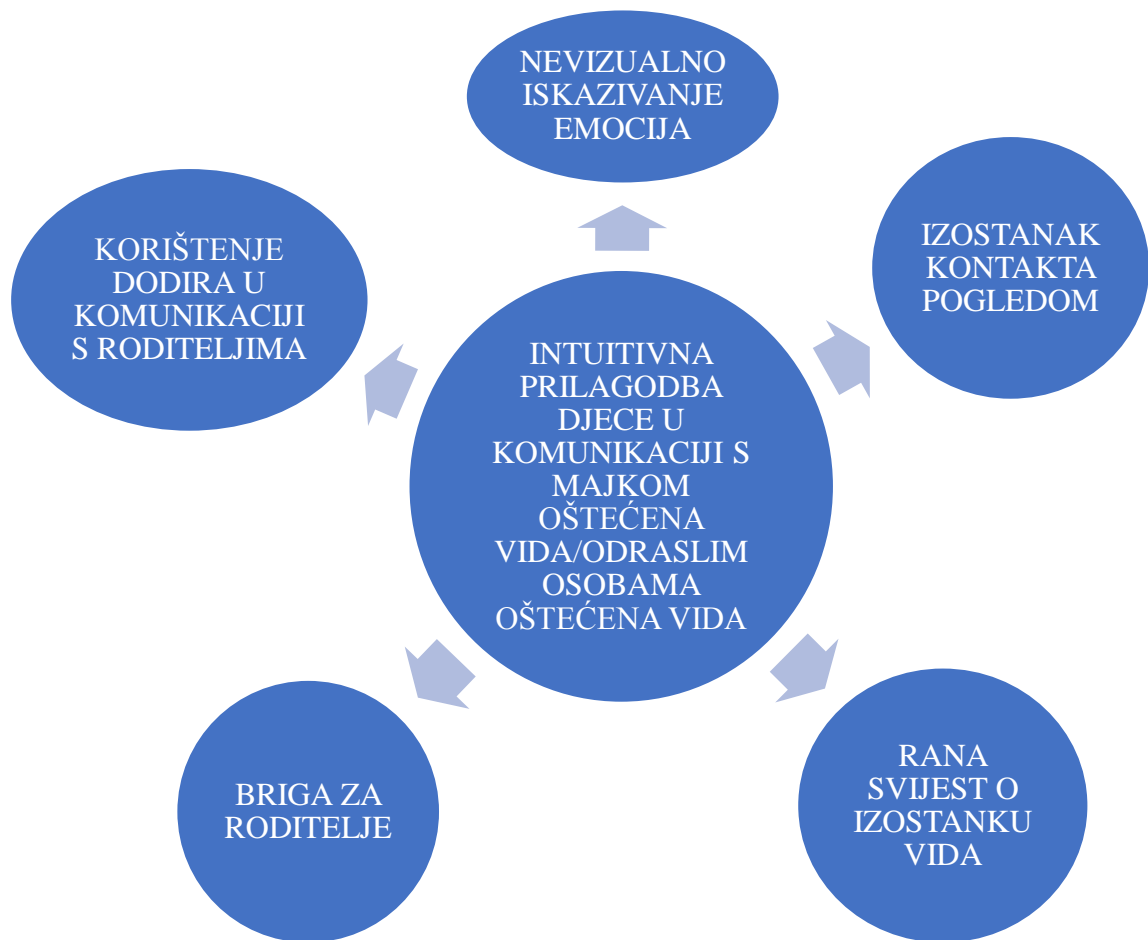 NEVIZUALNO
ISKAZIVANJE
EMOCIJA
IZOSTANAK
KONTAKTA
POGLEDOM
KORIŠTENJE
DODIRA U
KOMUNIKACIJI
S RODITELJIMA
INTUITIVNA
PRILAGODBA
DJECE U
KOMUNIKACIJI S
MAJKOM
OŠTEĆENA
VIDA/ODRASLIM
OSOBAMA
OŠTEĆENA VIDA
RANA
SVIJEST O
IZOSTANKU
VIDA
BRIGA ZA
RODITELJE